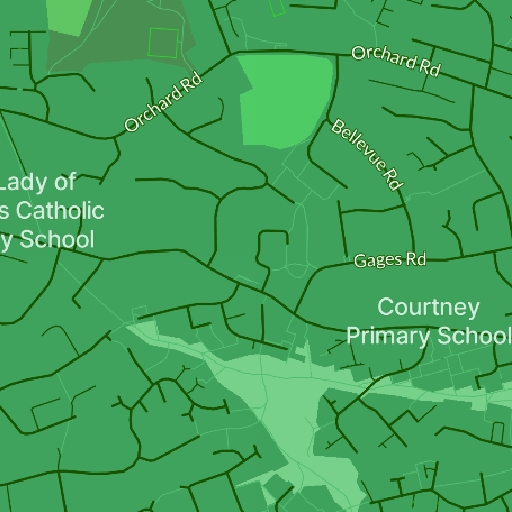 Orchard Rd
Orchard Rd
Bellevue Rd
Lady of
s Catholic
y School
Gages Rd
Courtney
Primary School